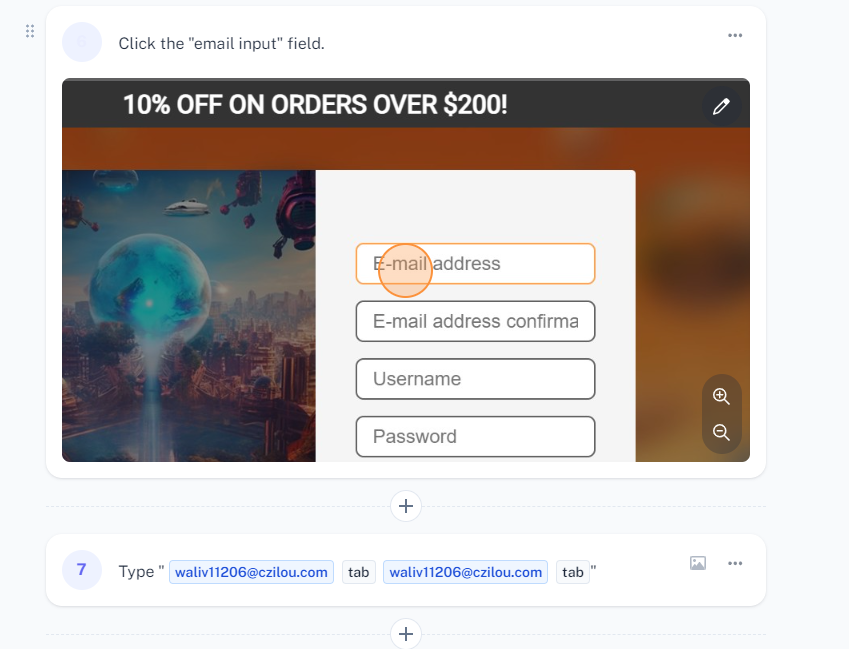 Click the "email input" field.
10% OFF ON ORDERS OVER $200!
E-mail address
E-mail address confirma
Username
Password
7
Type " waliv11206@czilou.com tab waliv11206@czilou.com tab "